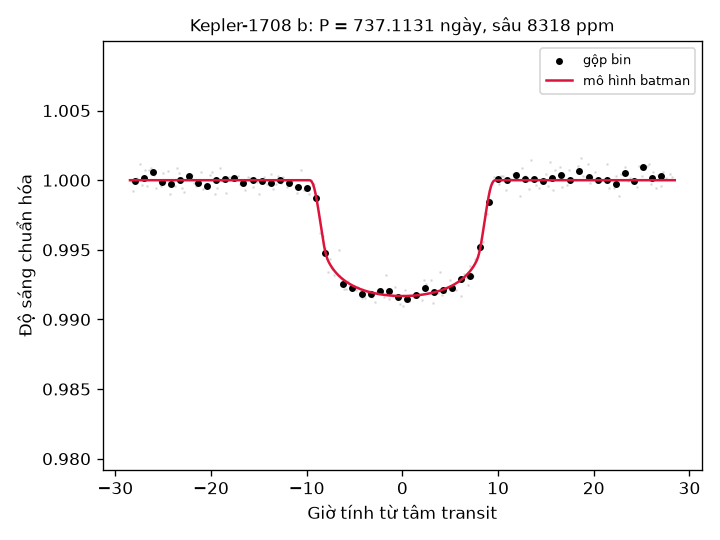 Kepler-1708 b: P = 737.1131 ngày, sâu 8318 ppm
gộp bin
mô hình batman
1.005
1.000
0.995
0.990
0.985
0.980
Độ sáng chuẩn hóa
−30
−20
−10
0
10
20
30
Giờ tính từ tâm transit